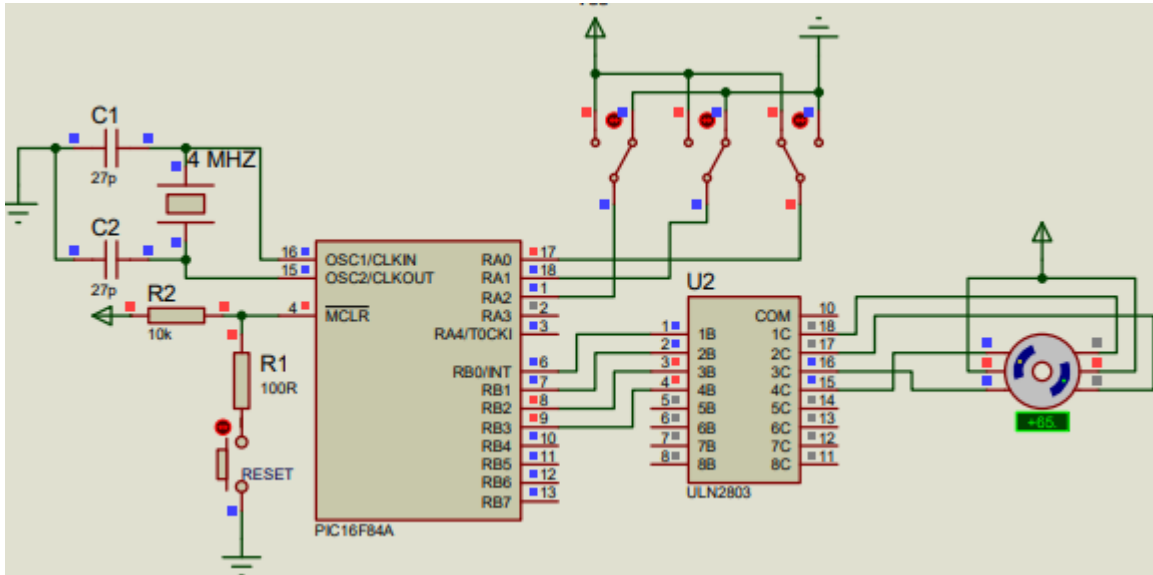 C1
27p
4 MHZ
C2
27p
R2
10k
R1
100R
RESET
16 OSC1/CLKIN
15 OSC2/CLKOUT
4 MCLR
RA0 17
RA1 18
RA2 1
RA3 2
RA4/T0CKI 3
RB0/INT 6
RB1 7
RB2 8
RB3 9
RB4 10
RB5 11
RB6 12
RB7 13
PIC16F84A
U2
COM 10
1 1B 1C 18
2 2B 2C 17
3 3B 3C 16
4 4B 4C 15
5 5B 5C 14
6 6B 6C 13
7 7B 7C 12
8 8B 8C 11
ULN2803
+65.